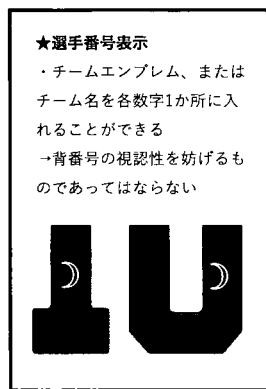 ★選手番号表示
・チームエンブレム、または
チーム名を各数字1か所に入
れることができる
→背番号の視認性を妨げるも
のであってはならない
10